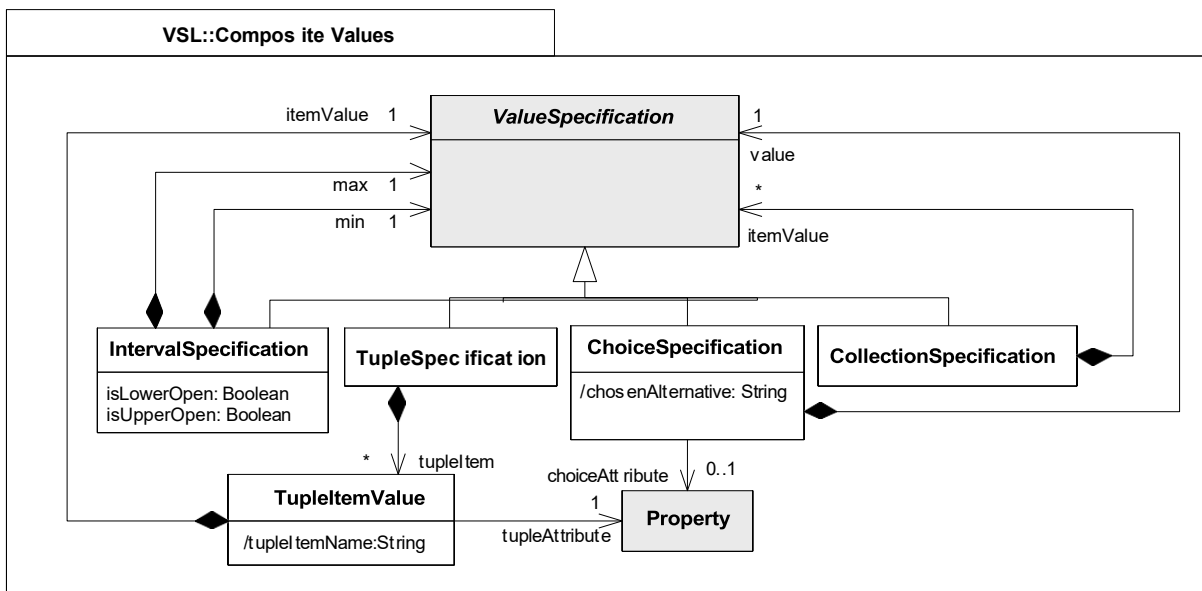 VSL::Compos ite Values
itemValue 1
ValueSpecification
1
value
max 1
*
min 1
itemValue
IntervalSpecification
isLowerOpen: Boolean
isUpperOpen: Boolean
TupleSpec ificat ion
ChoiceSpecification
/chos enAlternative: String
CollectionSpecification
* tupleItem
choiceAtt ribute 0..1
TupleItemValue
/tupleItemName:String
1
tupleAttribute
Property